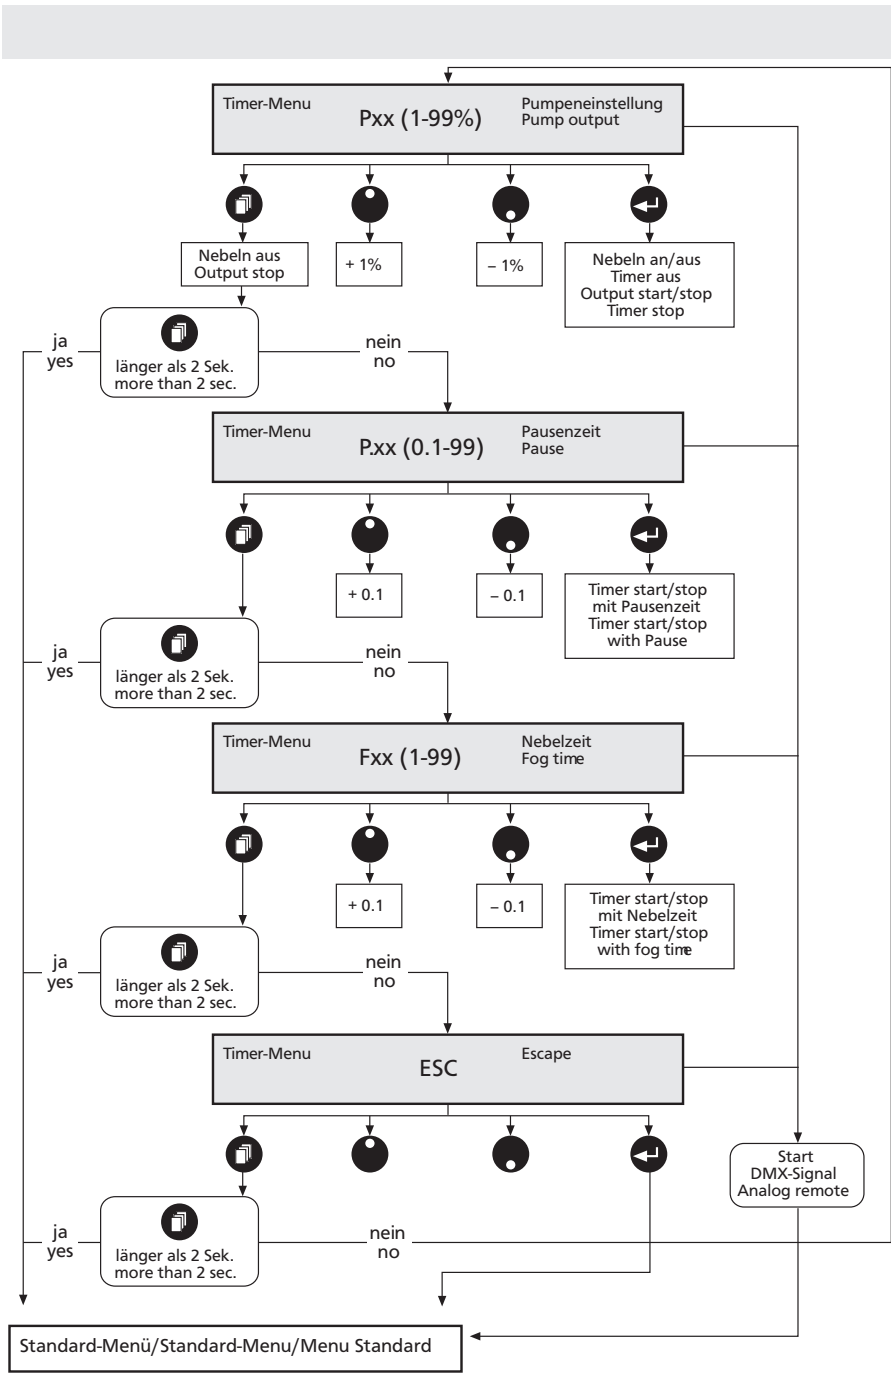 Timer-Menu
Pxx (1-99%)
Pumpeneinstellung
Pump output
Nebeln aus
Output stop
+ 1%
– 1%
Nebeln an/aus
Timer aus
Output start/stop
Timer stop
ja
yes
länger als 2 Sek.
more than 2 sec.
nein
no
Timer-Menu
P.xx (0.1-99)
Pausenzeit
Pause
+ 0.1
– 0.1
Timer start/stop
mit Pausenzeit
Timer start/stop
with Pause
ja
yes
länger als 2 Sek.
more than 2 sec.
nein
no
Timer-Menu
Fxx (1-99)
Nebelzeit
Fog time
+ 0.1
– 0.1
Timer start/stop
mit Nebelzeit
Timer start/stop
with fog time
ja
yes
länger als 2 Sek.
more than 2 sec.
nein
no
Timer-Menu
ESC
Escape
Start
DMX-Signal
Analog remote
ja
yes
länger als 2 Sek.
more than 2 sec.
nein
no
Standard-Menü/Standard-Menu/Menu Standard